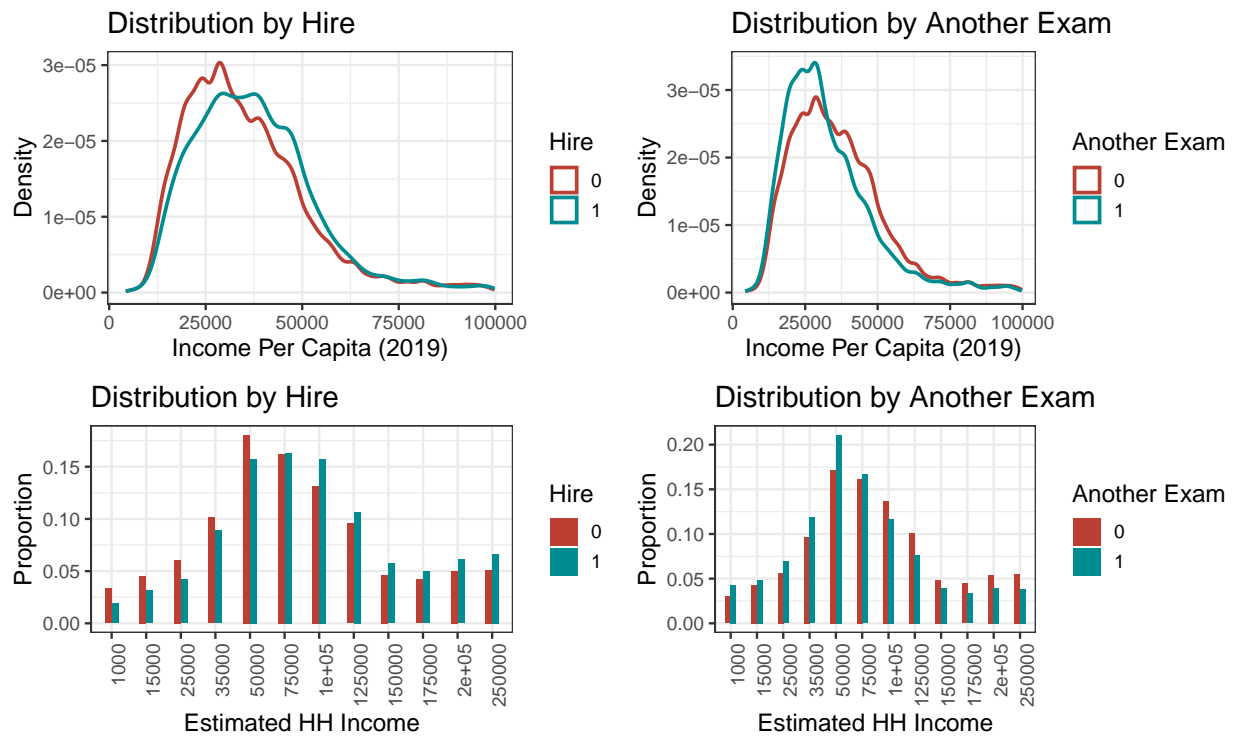 Distribution by Hire
3e−05
2e−05
1e−05
0e+00
Density
0
25000
50000
75000
100000
Income Per Capita (2019)
Hire
0
1
Distribution by Another Exam
3e−05
2e−05
1e−05
0e+00
Density
0
25000
50000
75000
100000
Income Per Capita (2019)
Another Exam
0
1
Distribution by Hire
0.15
0.10
0.05
0.00
Proportion
1000
15000
25000
35000
50000
75000
1e+05
125000
150000
175000
2e+05
250000
Estimated HH Income
Hire
0
1
Distribution by Another Exam
0.20
0.15
0.10
0.05
0.00
Proportion
1000
15000
25000
35000
50000
75000
1e+05
125000
150000
175000
2e+05
250000
Estimated HH Income
Another Exam
0
1